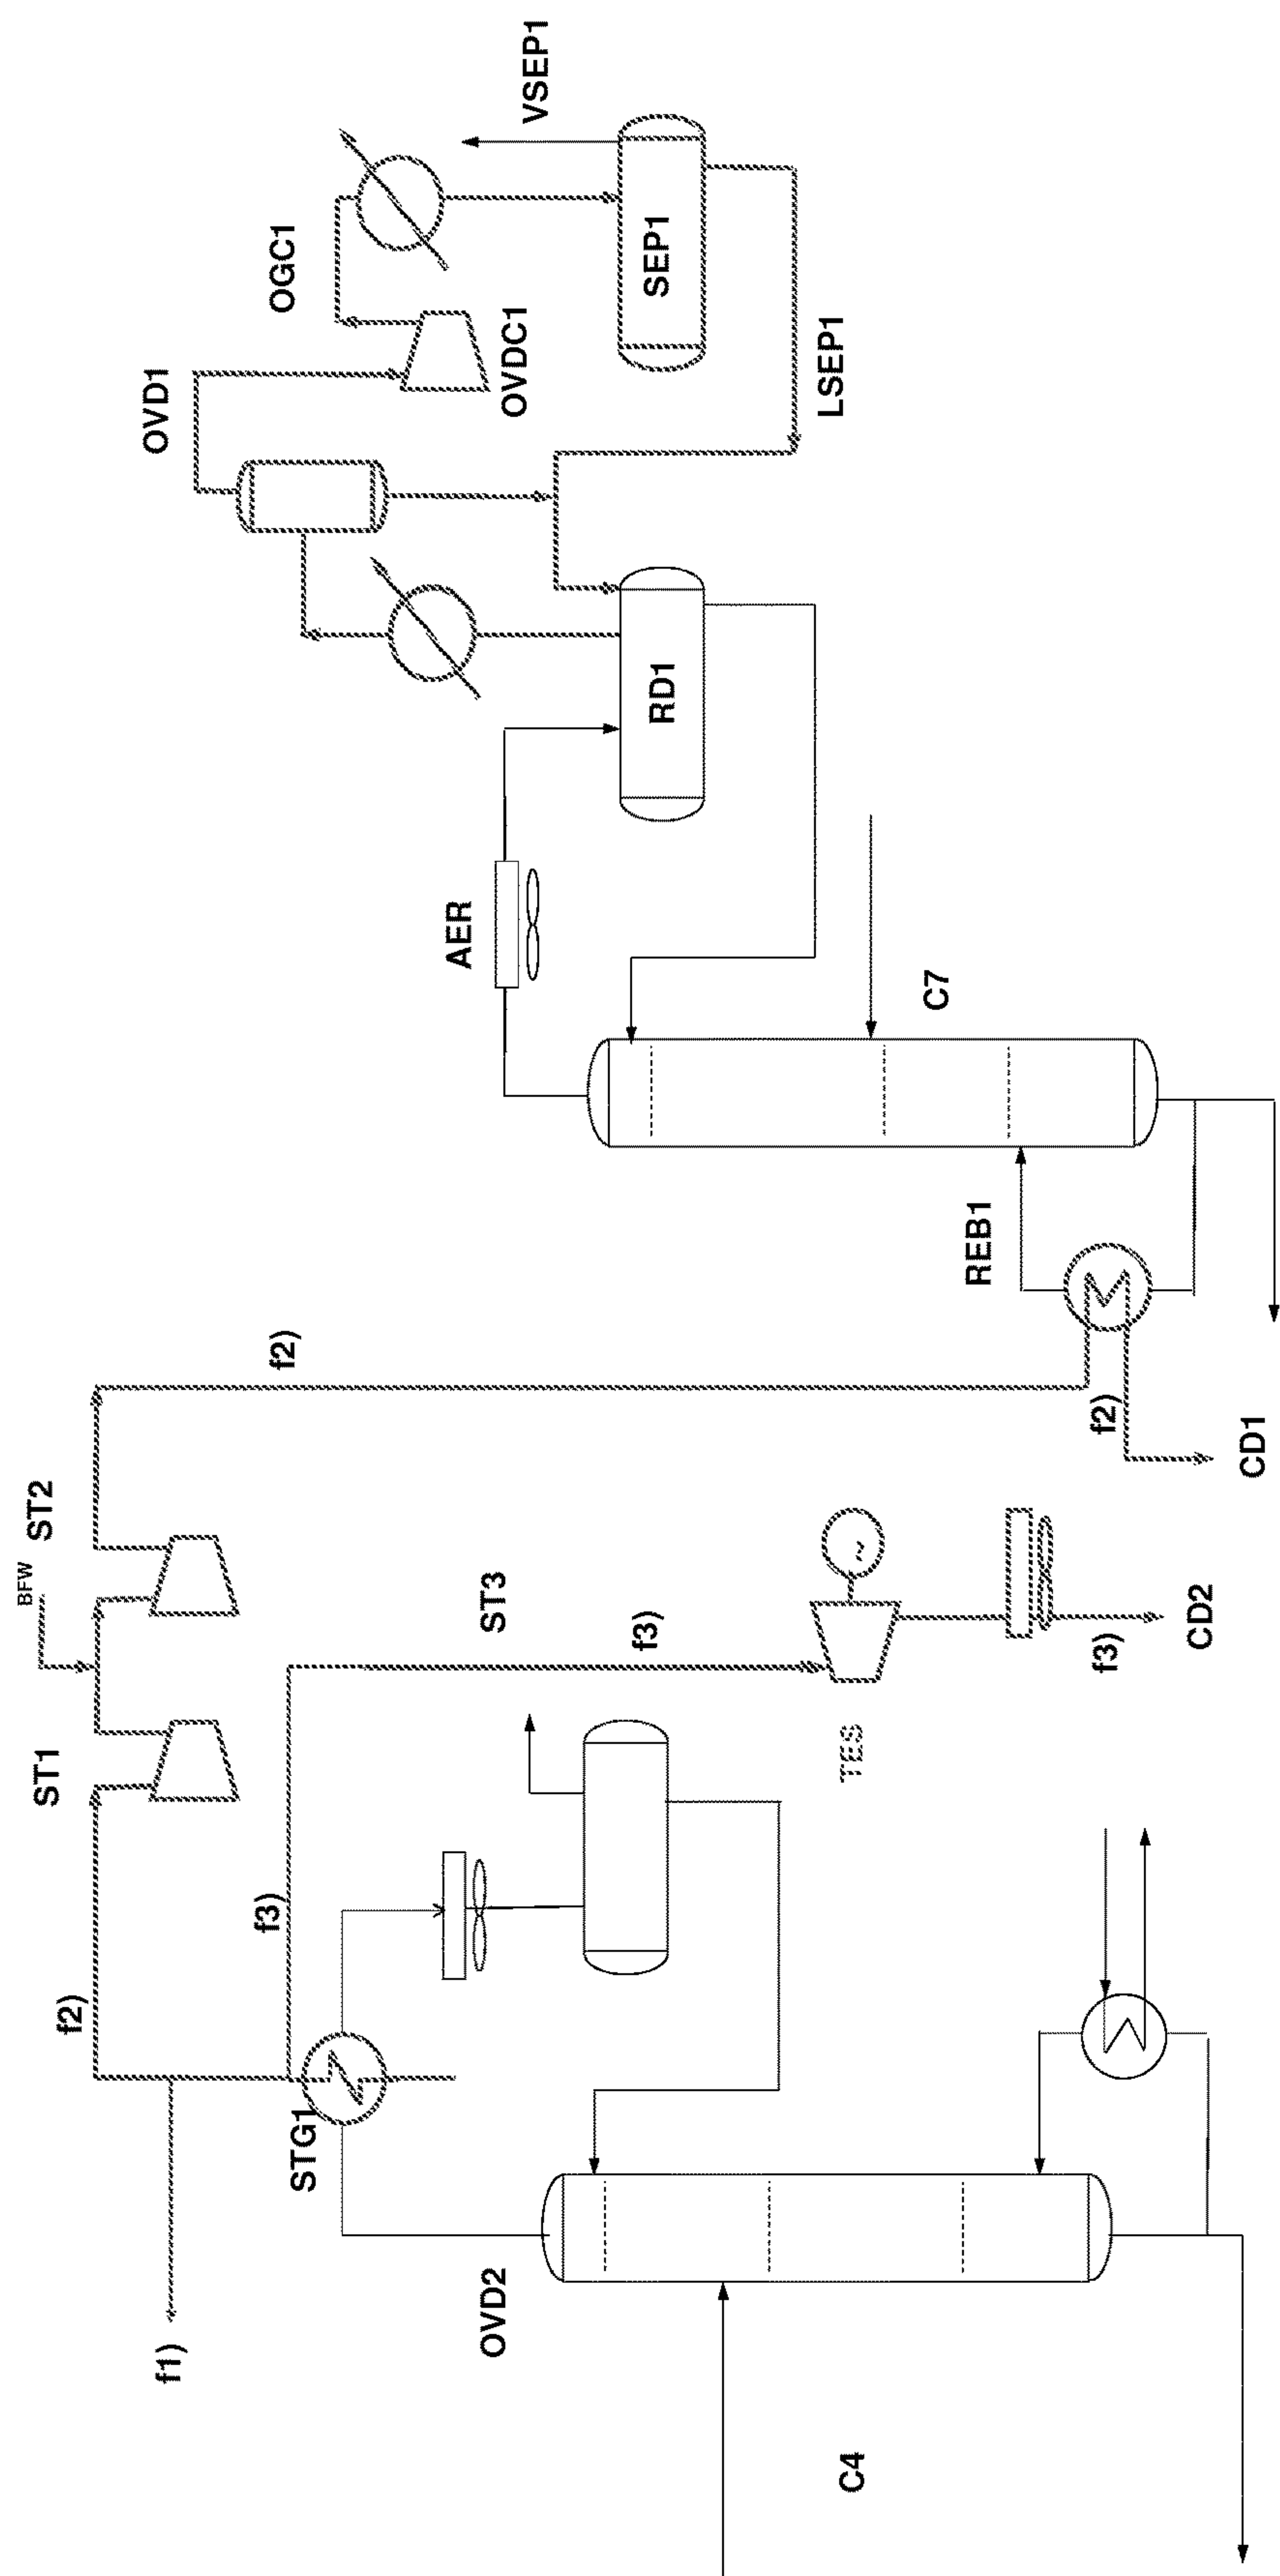 VSEP1
OGC1
SEP1
OVDC1
LSEP1
OVD1
RD1
AER
C7
REB1
f2)
f2)
CD1
ST2
BFW
ST3
f3)
f3)
CD2
ST1
TES
f3)
f2)
STG1
f1)
OVD2
C4
~